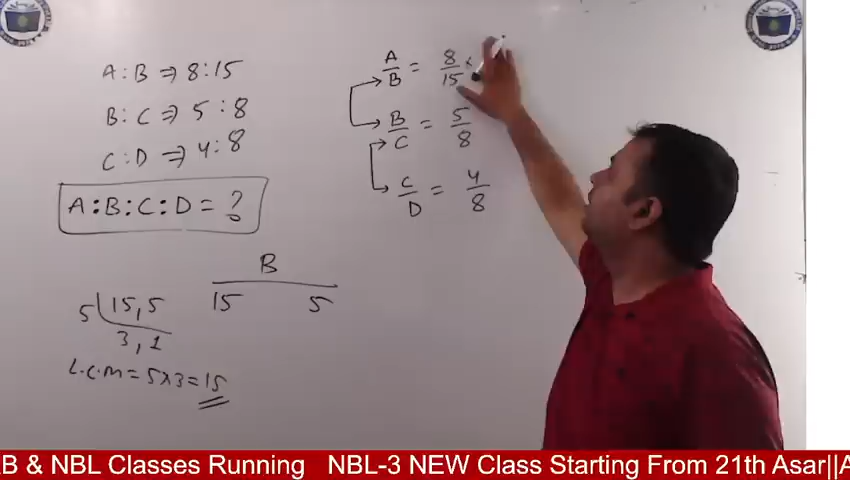 A:B ⇒ 8:15
B:C ⇒ 5:8
C:D ⇒ 4:8
A:B:C:D = ?
A/B = 8/15 ×
B/C = 5/8
C/D = 4/8
B
15 5
5 | 15, 5
3, 1
L.C.M = 5×3 = 15
B & NBL Classes Running NBL-3 NEW Class Starting From 21th Asar||